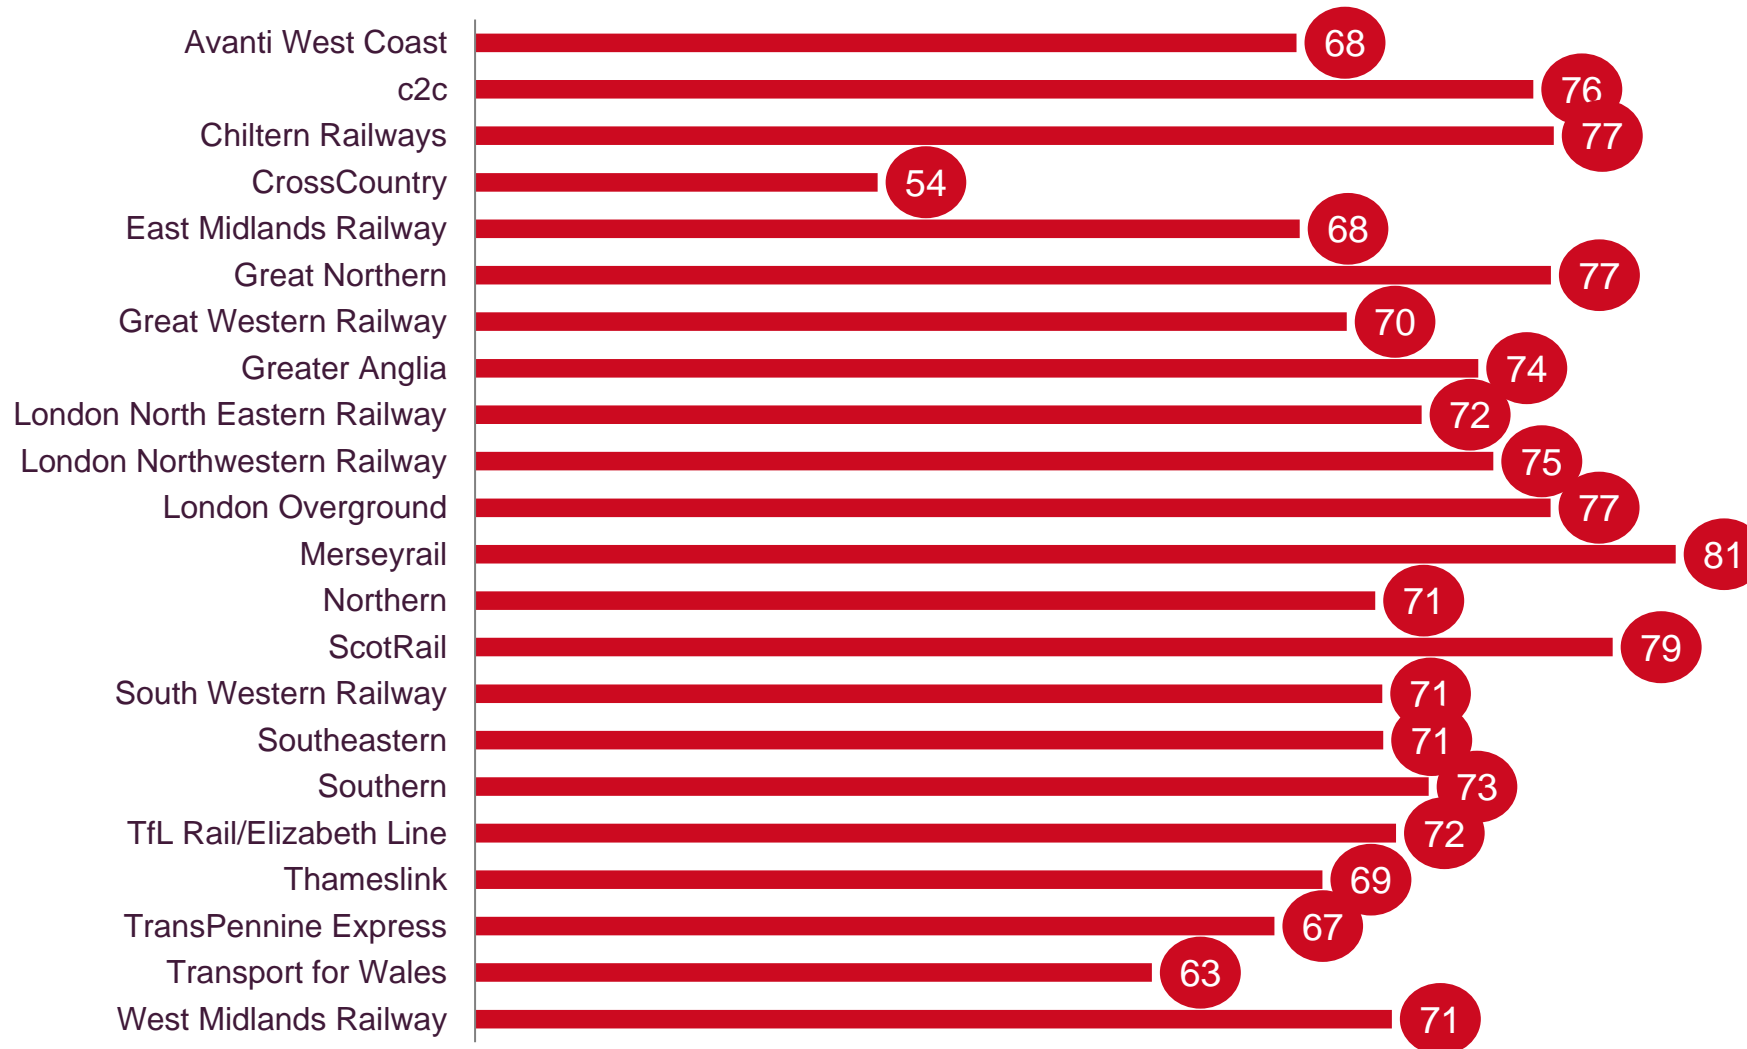 Avanti West Coast 68
c2c 76
Chiltern Railways 77
CrossCountry 54
East Midlands Railway 68
Great Northern 77
Great Western Railway 70
Greater Anglia 74
London North Eastern Railway 72
London Northwestern Railway 75
London Overground 77
Merseyrail 81
Northern 71
ScotRail 79
South Western Railway 71
Southeastern 71
Southern 73
TfL Rail/Elizabeth Line 72
Thameslink 69
TransPennine Express 67
Transport for Wales 63
West Midlands Railway 71